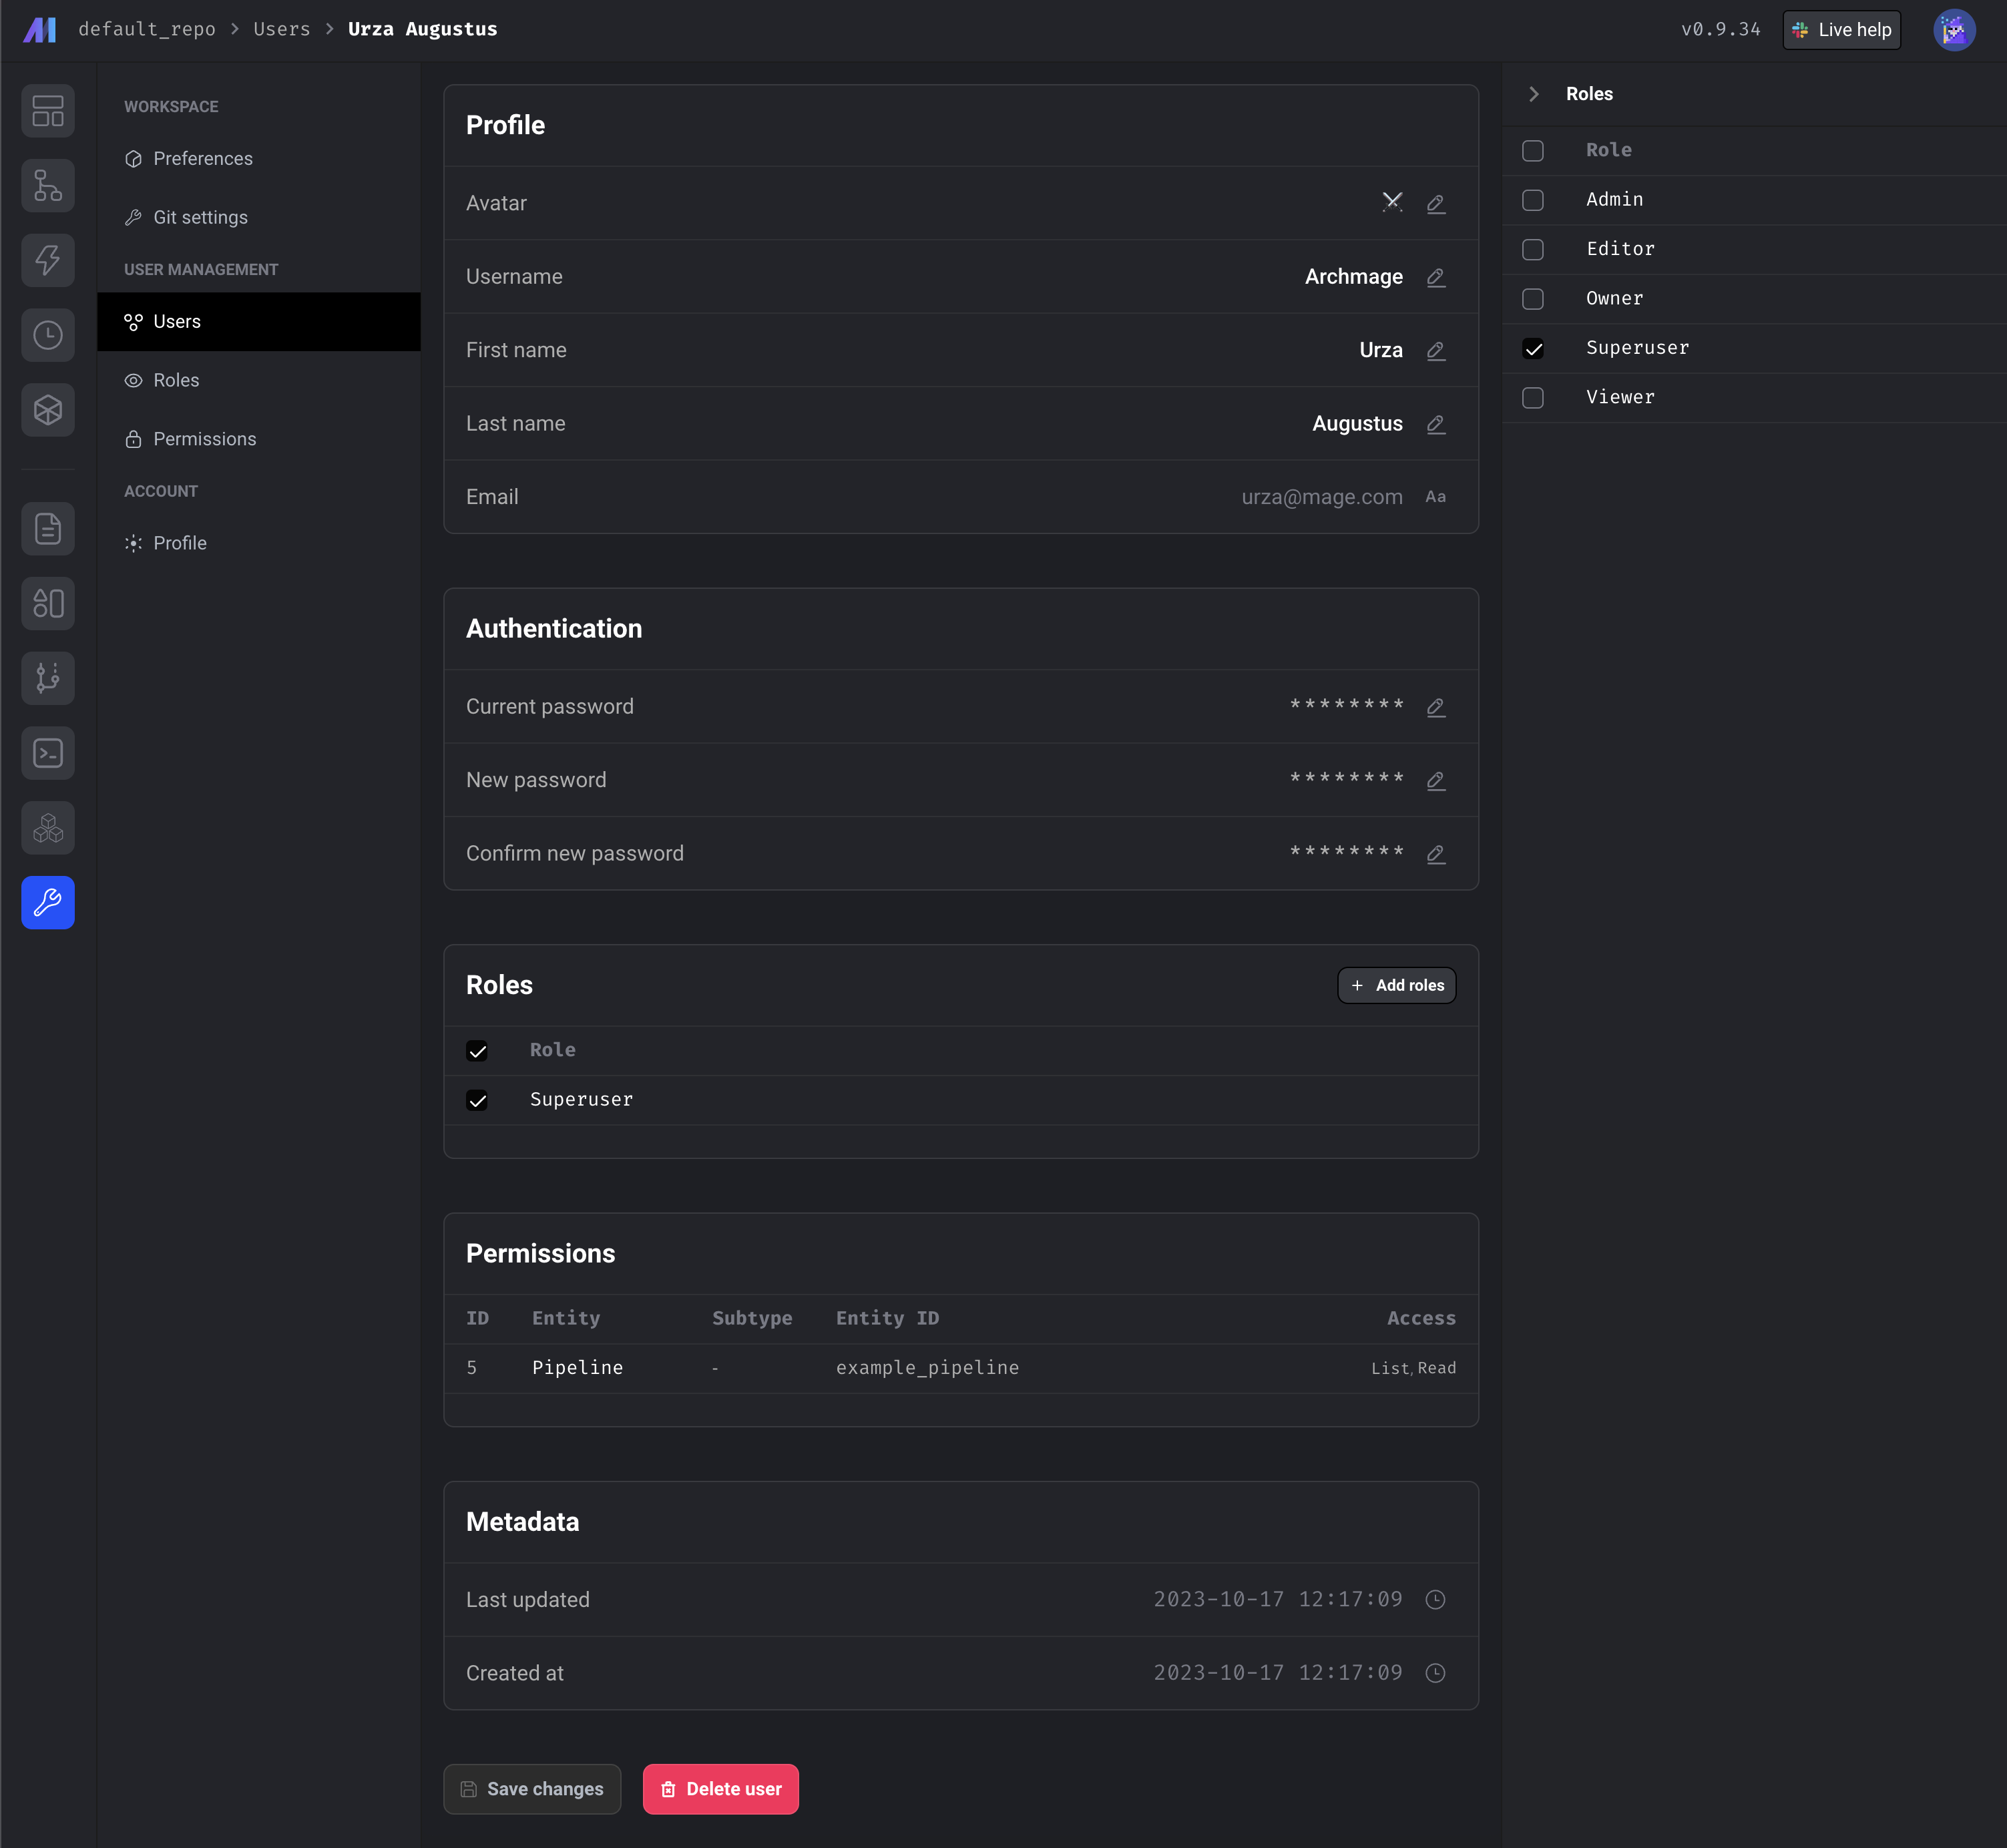 default_repo > Users > Urza Augustus
v0.9.34
Live help
WORKSPACE
Preferences
Git settings
USER MANAGEMENT
Users
Roles
Permissions
ACCOUNT
Profile
Profile
Avatar
Username Archmage
First name Urza
Last name Augustus
Email urza@mage.com Aa
Authentication
Current password ********
New password ********
Confirm new password ********
Roles
+ Add roles
Role
Superuser
Permissions
ID Entity Subtype Entity ID Access
5 Pipeline - example_pipeline List, Read
Metadata
Last updated 2023-10-17 12:17:09
Created at 2023-10-17 12:17:09
Save changes
Delete user
Roles
Role
Admin
Editor
Owner
Superuser
Viewer